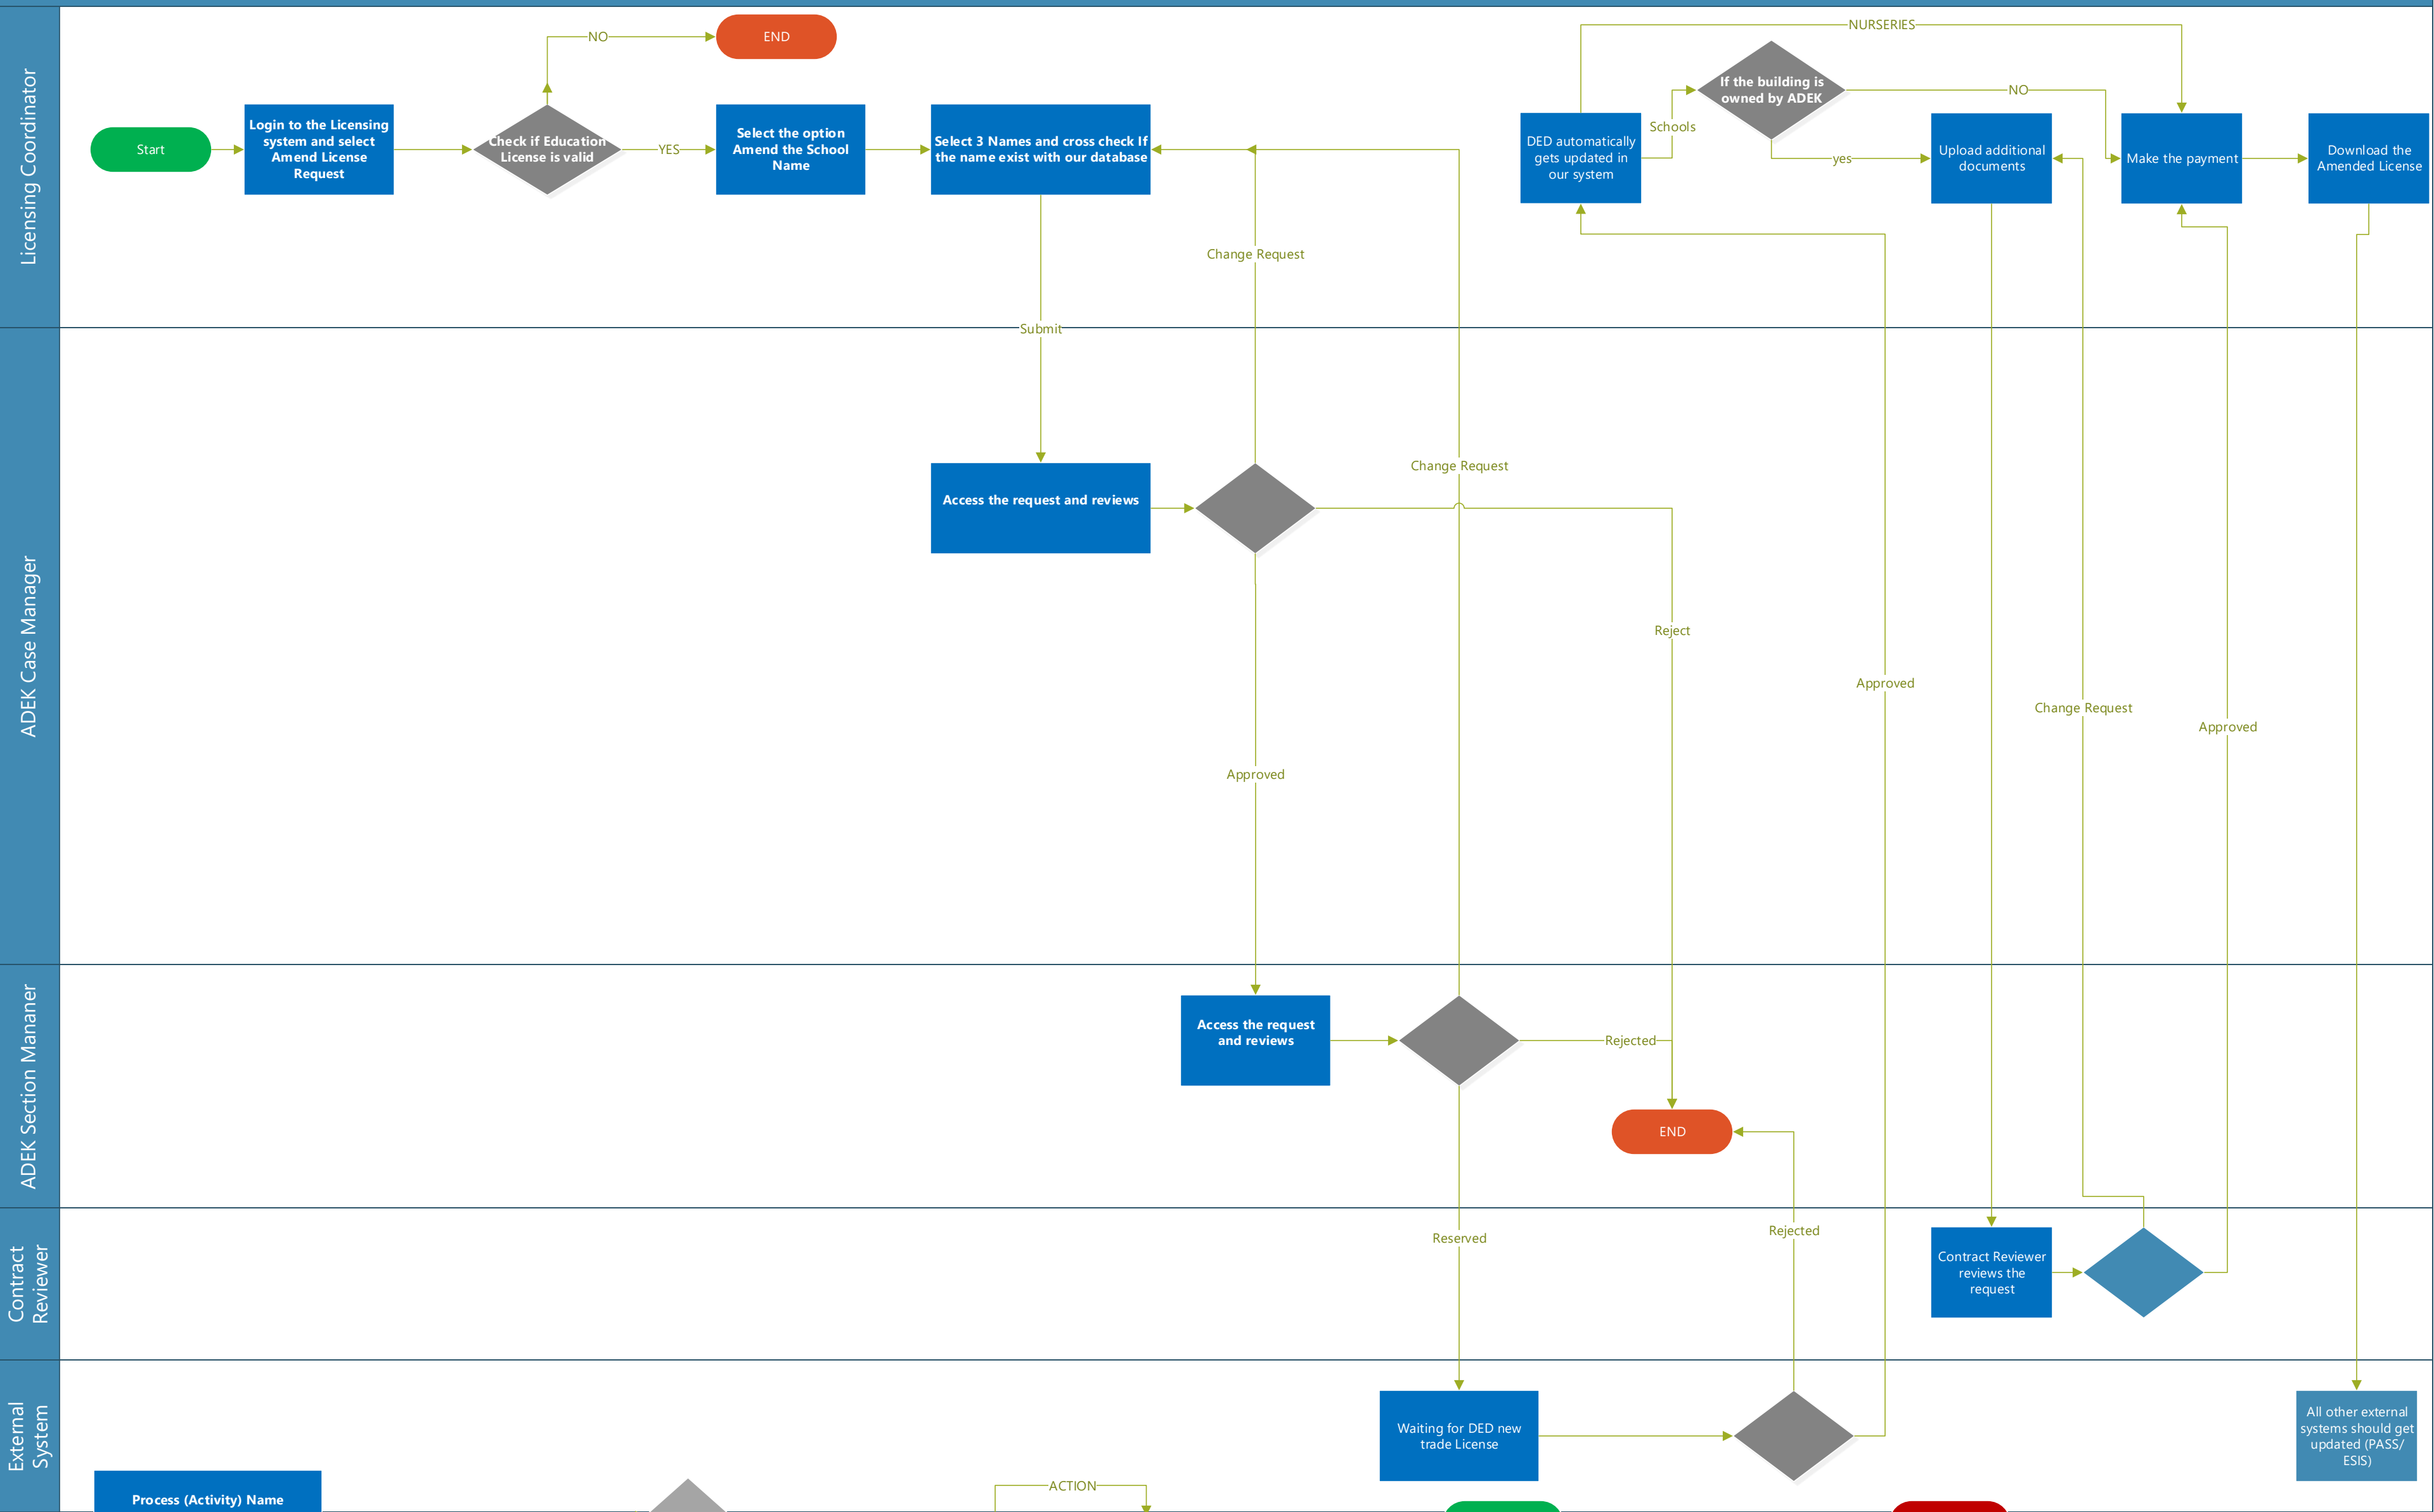 Licensing Coordinator
Start
Login to the Licensing
system and select
Amend License
Request
Check if Education
License is valid
NO
END
YES
Select the option
Amend the School
Name
Select 3 Names and cross check If
the name exist with our database
Submit
Change Request
Change Request
DED automatically
gets updated in
our system
NURSERIES
Schools
If the building is
owned by ADEK
NO
yes
Upload additional
documents
Make the payment
Download the
Amended License
ADEK Case Manager
Access the request and reviews
Reject
Approved
Approved
Change Request
Approved
ADEK Section Mananer
Access the request
and reviews
Rejected
END
Reserved
Rejected
Contract
Reviewer
Contract Reviewer
reviews the
request
External
System
Waiting for DED new
trade License
All other external
systems should get
updated (PASS/
ESIS)
Process (Activity) Name
ACTION